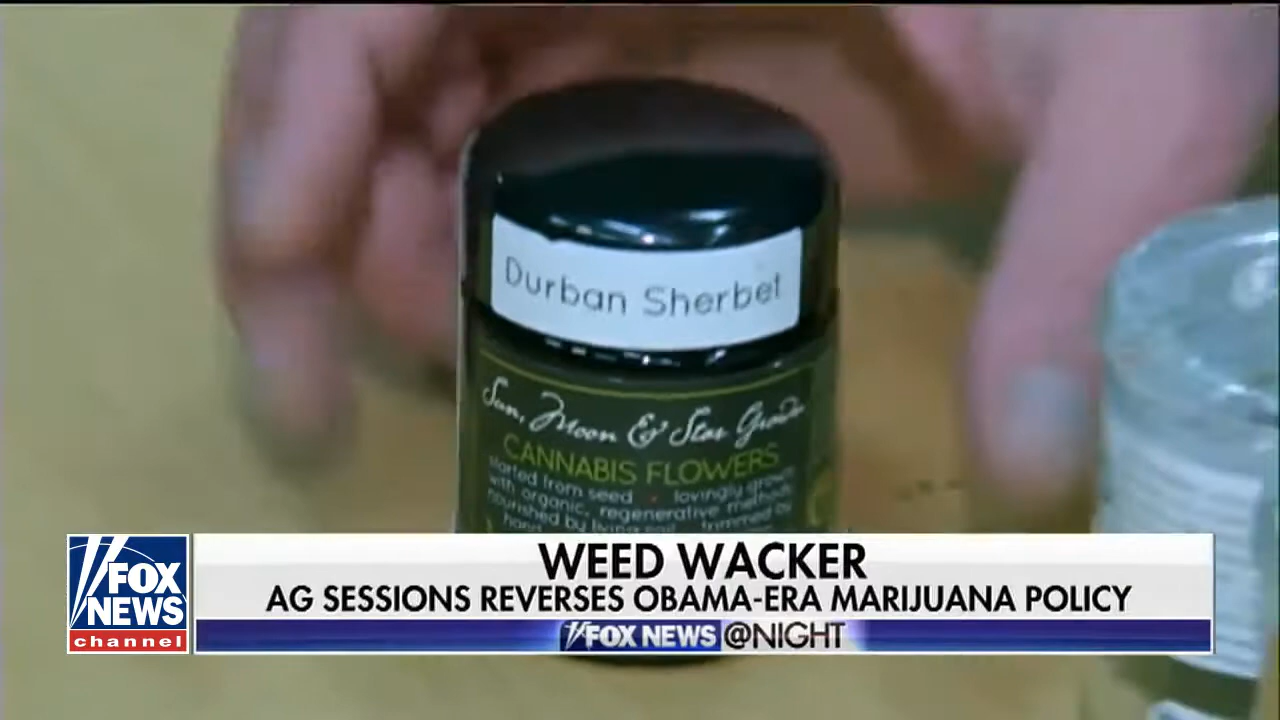 Durban Sherbet
Sun, Moon & Star
CANNABIS FLOWERS
started from seed • lovingly grown
with organic, regenerative methods
nourished by living soil trimmed by
hand
WEED WACKER
AG SESSIONS REVERSES OBAMA-ERA MARIJUANA POLICY
FOX NEWS @NIGHT
FOX
NEWS
channel